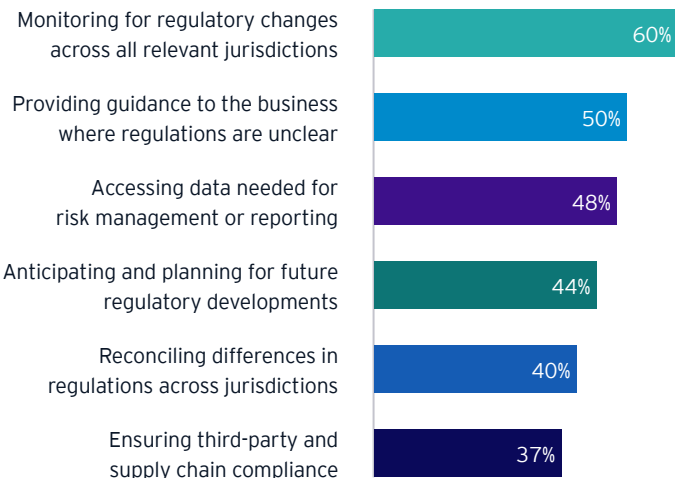 Monitoring for regulatory changes
across all relevant jurisdictions
60%
Providing guidance to the business
where regulations are unclear
50%
Accessing data needed for
risk management or reporting
48%
Anticipating and planning for future
regulatory developments
44%
Reconciling differences in
regulations across jurisdictions
40%
Ensuring third-party and
supply chain compliance
37%